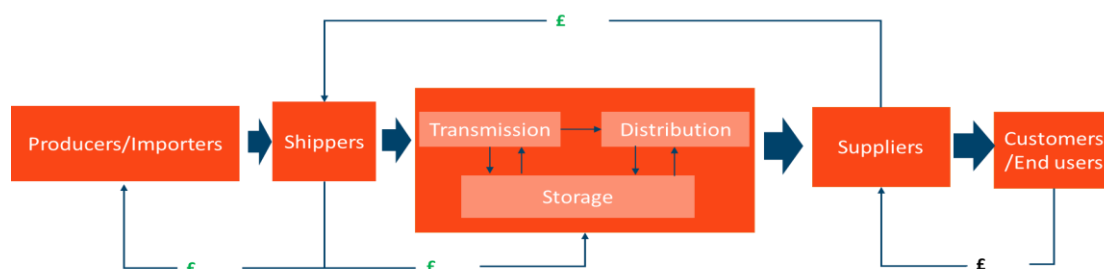 £
Producers/Importers
Shippers
Transmission
Distribution
Storage
Suppliers
Customers
/End users
£
£
£